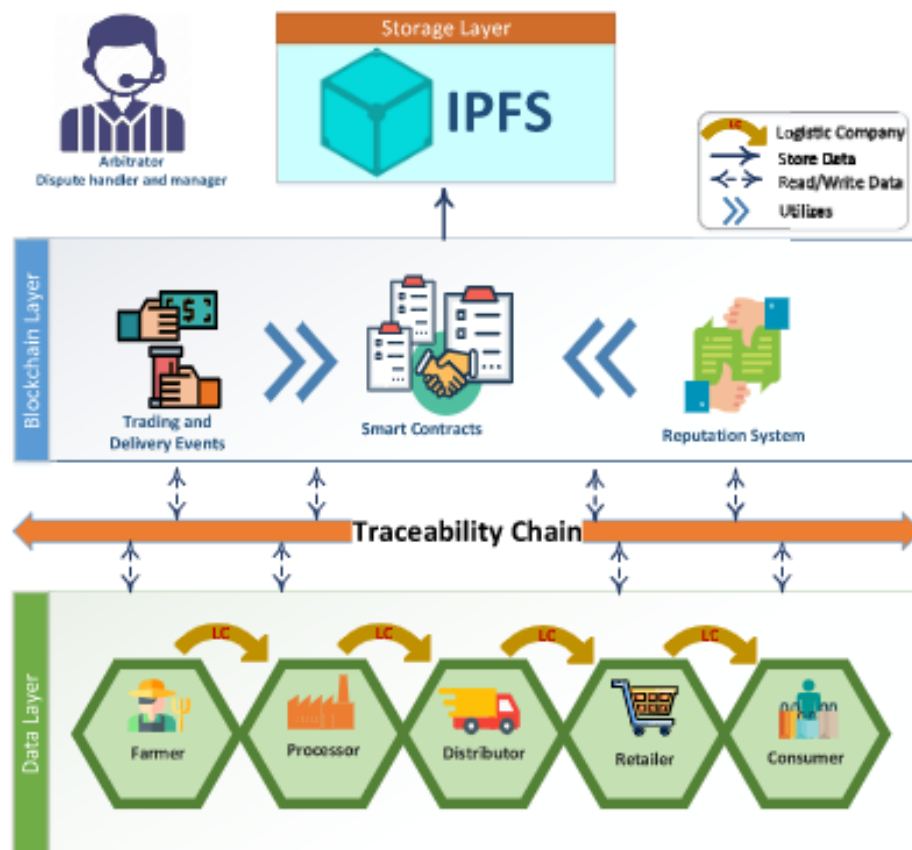 Storage Layer
IPFS
Arbitrator
Dispute handler and manager
LC Logistic Company
Store Data
Read/Write Data
Utilizes
Blockchain Layer
Trading and
Delivery Events
Smart Contracts
Reputation System
Traceability Chain
Data Layer
LC
LC
LC
LC
Farmer
Processor
Distributor
Retailer
Consumer